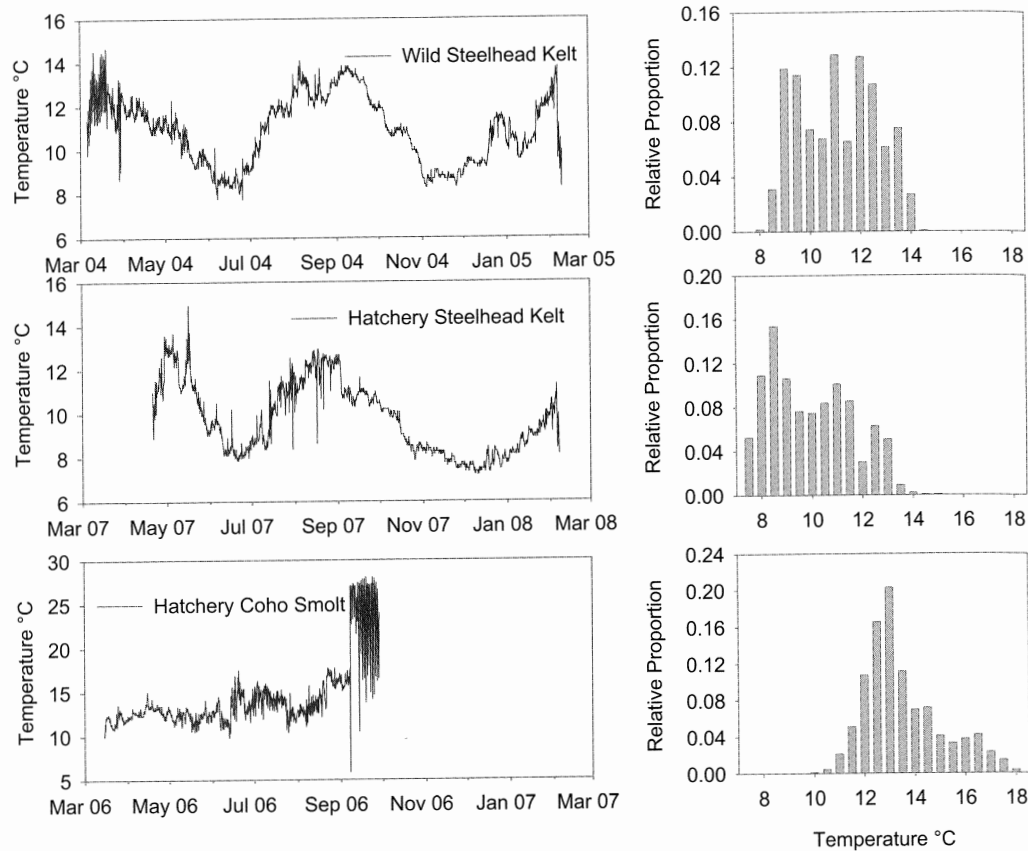 16
14
12
10
8
6
Temperature °C
Wild Steelhead Kelt
Mar 04 May 04 Jul 04 Sep 04 Nov 04 Jan 05 Mar 05
0.16
0.12
0.08
0.04
0.00
Relative Proportion
8 10 12 14 16 18
16
14
12
10
8
6
Temperature °C
Hatchery Steelhead Kelt
Mar 07 May 07 Jul 07 Sep 07 Nov 07 Jan 08 Mar 08
0.20
0.16
0.12
0.08
0.04
0.00
Relative Proportion
8 10 12 14 16 18
30
25
20
15
10
5
Temperature °C
Hatchery Coho Smolt
Mar 06 May 06 Jul 06 Sep 06 Nov 06 Jan 07 Mar 07
0.24
0.20
0.16
0.12
0.08
0.04
0.00
Relative Proportion
8 10 12 14 16 18
Temperature °C